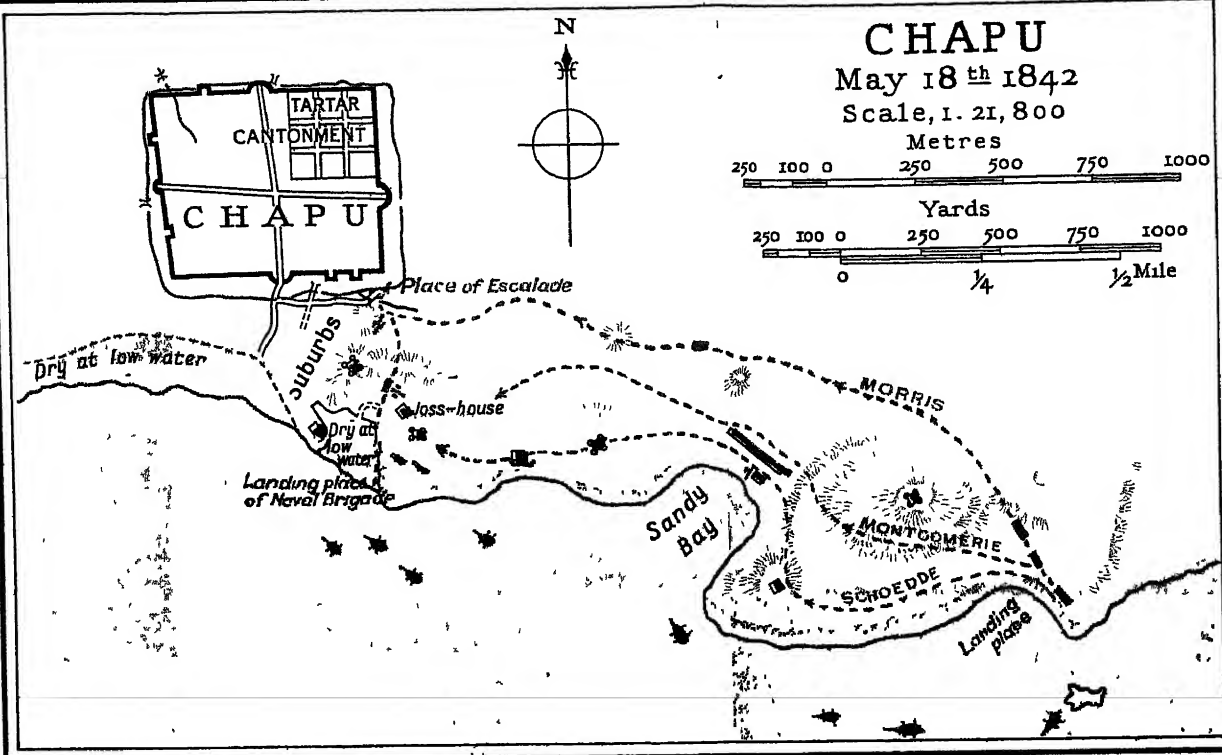 N
CHAPU
May 18th 1842
Scale, 1. 21, 800
Metres
250 100 0 250 500 750 1000
Yards
250 100 0 250 500 750 1000
0 ¼ ½ Mile
TARTAR
CANTONMENT
CHAPU
Place of Escalade
Suburbs
Dry at low water
MORRIS
Joss-house
Dry at
low
water
Landing place
of Naval Brigade
Sandy
Bay
MONTGOMERIE
SCHOEDDE
Landing
place